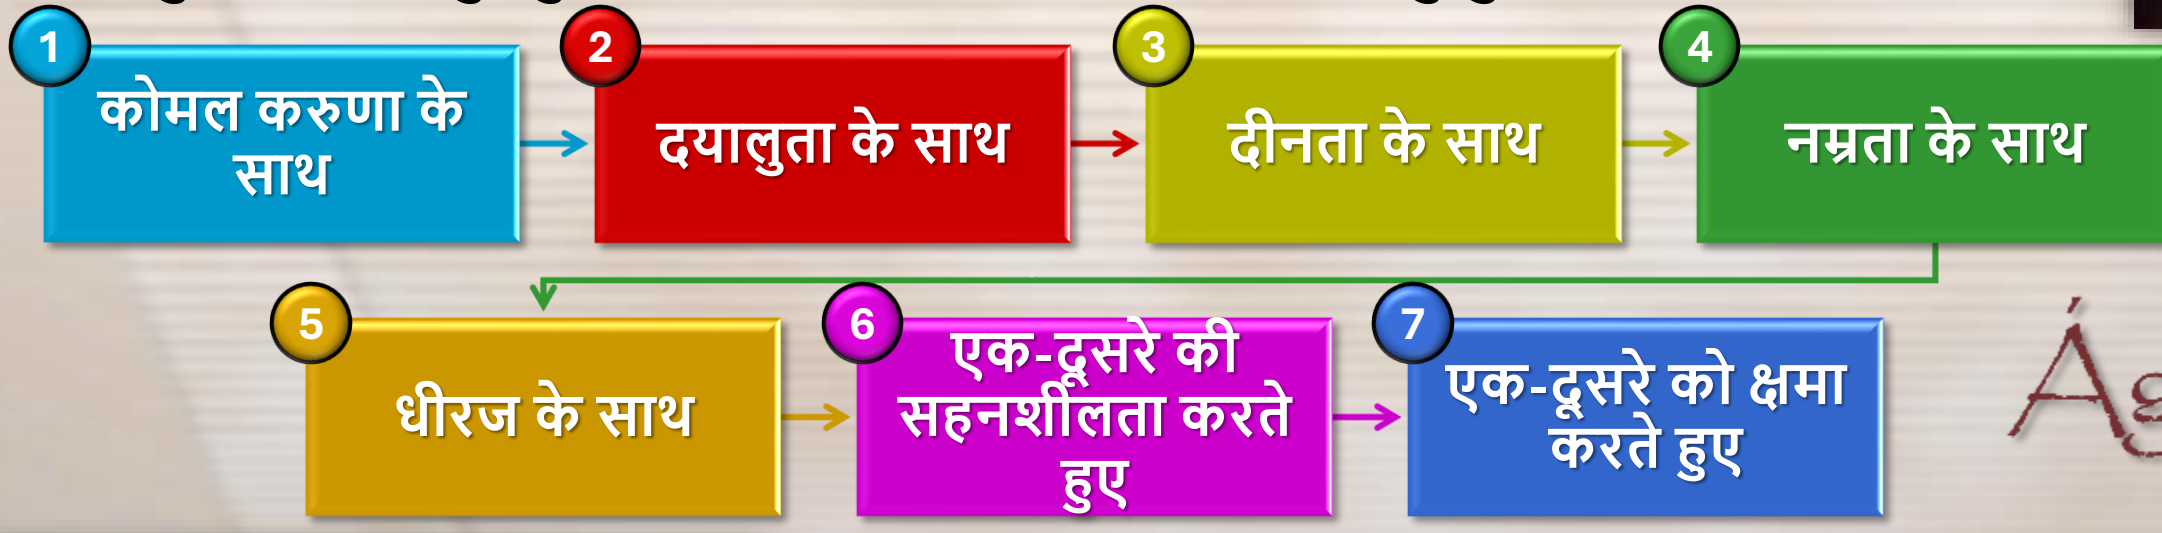 1
कोमल करुणा के
साथ
2
दयालुता के साथ
3
दीनता के साथ
4
नम्रता के साथ
5
धीरज के साथ
6
एक-दूसरे की
सहनशीलता करते
हुए
7
एक-दूसरे को क्षमा
करते हुए
Ág